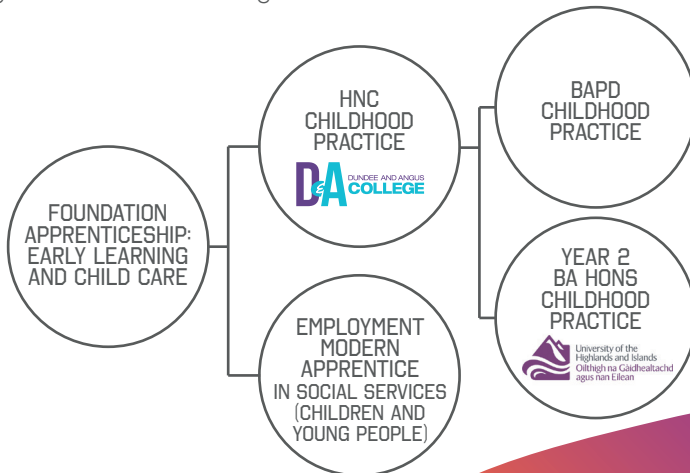 FOUNDATION
APPRENTICESHIP:
EARLY LEARNING
AND CHILD CARE
HNC
CHILDHOOD
PRACTICE
D&A DUNDEE AND ANGUS
COLLEGE
EMPLOYMENT
MODERN
APPRENTICE
IN SOCIAL SERVICES
(CHILDREN AND
YOUNG PEOPLE)
BAPD
CHILDHOOD
PRACTICE
YEAR 2
BA HONS
CHILDHOOD
PRACTICE
University of the
Highlands and Islands
Oilthigh na Gàidhealtachd
agus nan Eilean